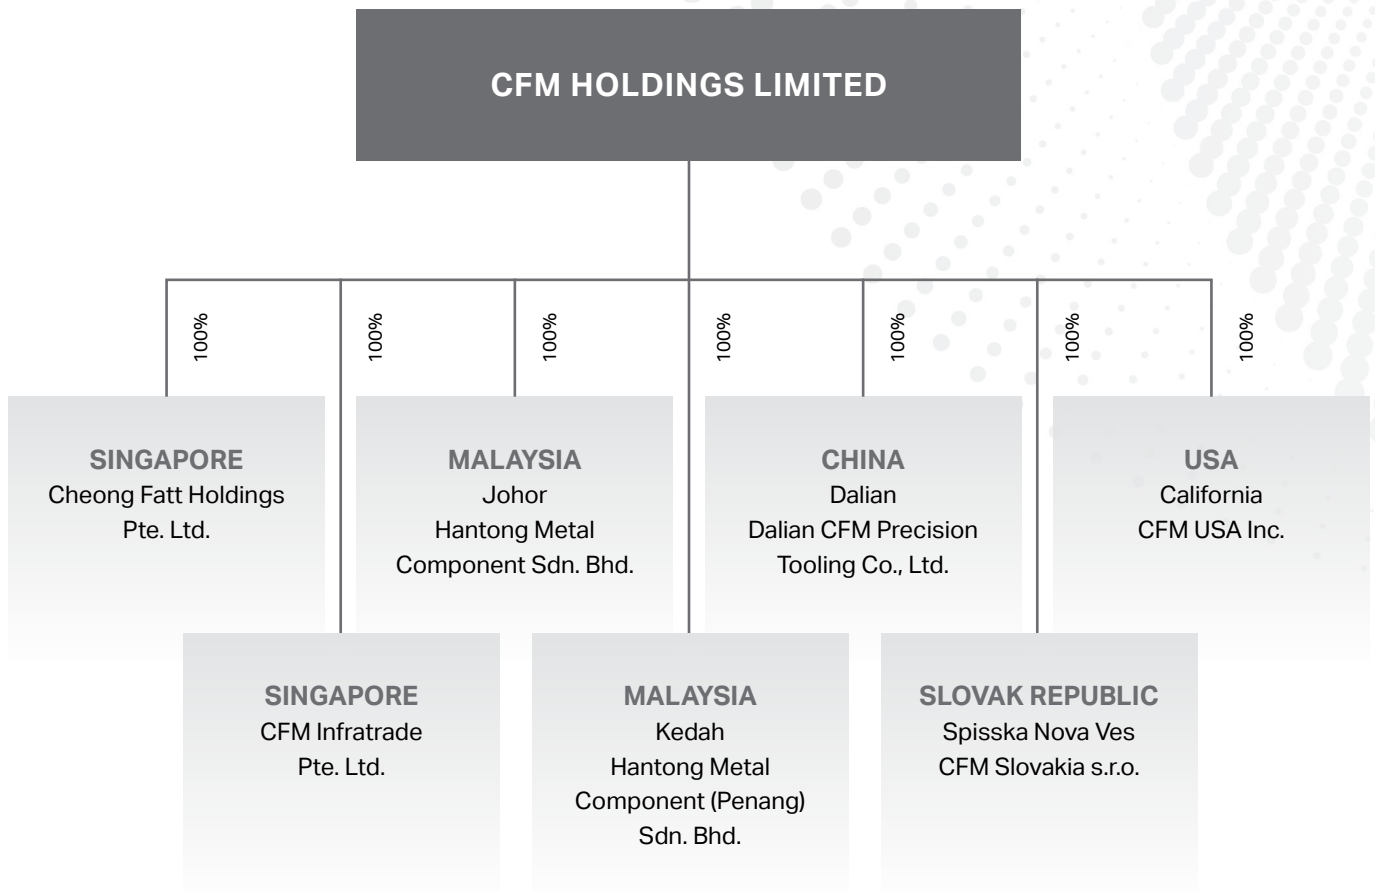 CFM HOLDINGS LIMITED
100%
100%
100%
100%
100%
100%
100%
SINGAPORE
Cheong Fatt Holdings
Pte. Ltd.
MALAYSIA
Johor
Hantong Metal
Component Sdn. Bhd.
CHINA
Dalian
Dalian CFM Precision
Tooling Co., Ltd.
USA
California
CFM USA Inc.
SINGAPORE
CFM Infratrade
Pte. Ltd.
MALAYSIA
Kedah
Hantong Metal
Component (Penang)
Sdn. Bhd.
SLOVAK REPUBLIC
Spisska Nova Ves
CFM Slovakia s.r.o.